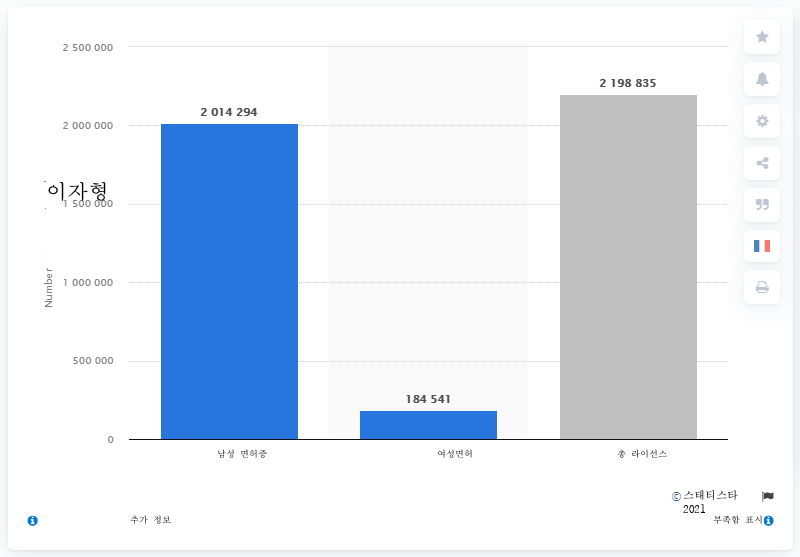 2 500 000
2 198 835
2 014 294
2 000 000
이자형
1 500 000
1 000 000
Number
500 000
184 541
0
남성 면허증
여성면허
총 라이선스
© 스태티스타
2021
추가 정보
부족함 표시